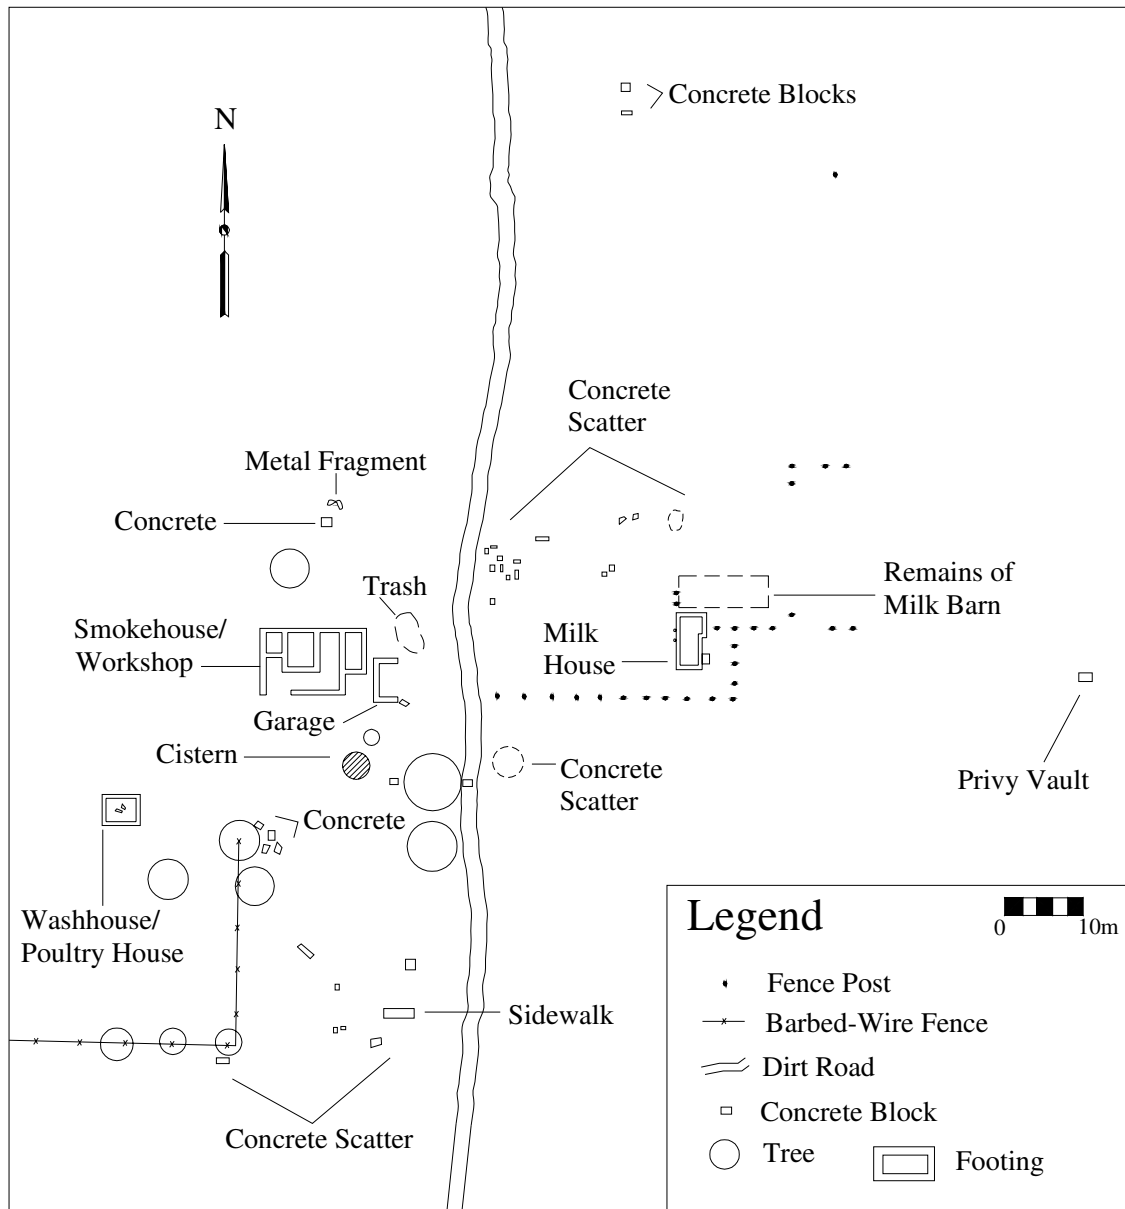 Concrete Blocks
N
Concrete
Scatter
Metal Fragment
Concrete
Trash
Remains of
Milk Barn
Smokehouse/
Workshop
Milk
House
Garage
Cistern
Concrete
Scatter
Privy Vault
Concrete
Washhouse/
Poultry House
Sidewalk
Concrete Scatter
Legend
0 10m
Fence Post
Barbed-Wire Fence
Dirt Road
Concrete Block
Tree
Footing